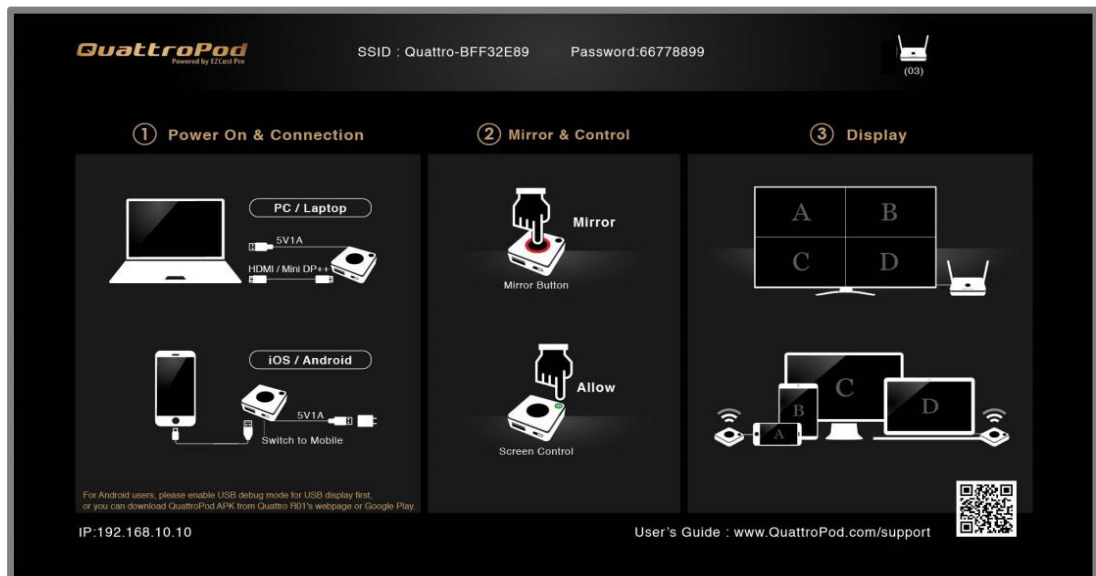 QuattroPod
Powered by EZCast Pro
SSID : Quattro-BFF32E89 Password:66778899
(03)
1 Power On & Connection
PC / Laptop
5V1A
HDMI / Mini DP++
iOS / Android
5V1A
Switch to Mobile
For Android users, please enable USB debug mode for USB display first,
or you can download QuattroPod APK from Quattro R01's webpage or Google Play.
2 Mirror & Control
Mirror
Mirror Button
Allow
Screen Control
3 Display
A B
C D
C
B
D
A
IP:192.168.10.10
User's Guide : www.QuattroPod.com/support